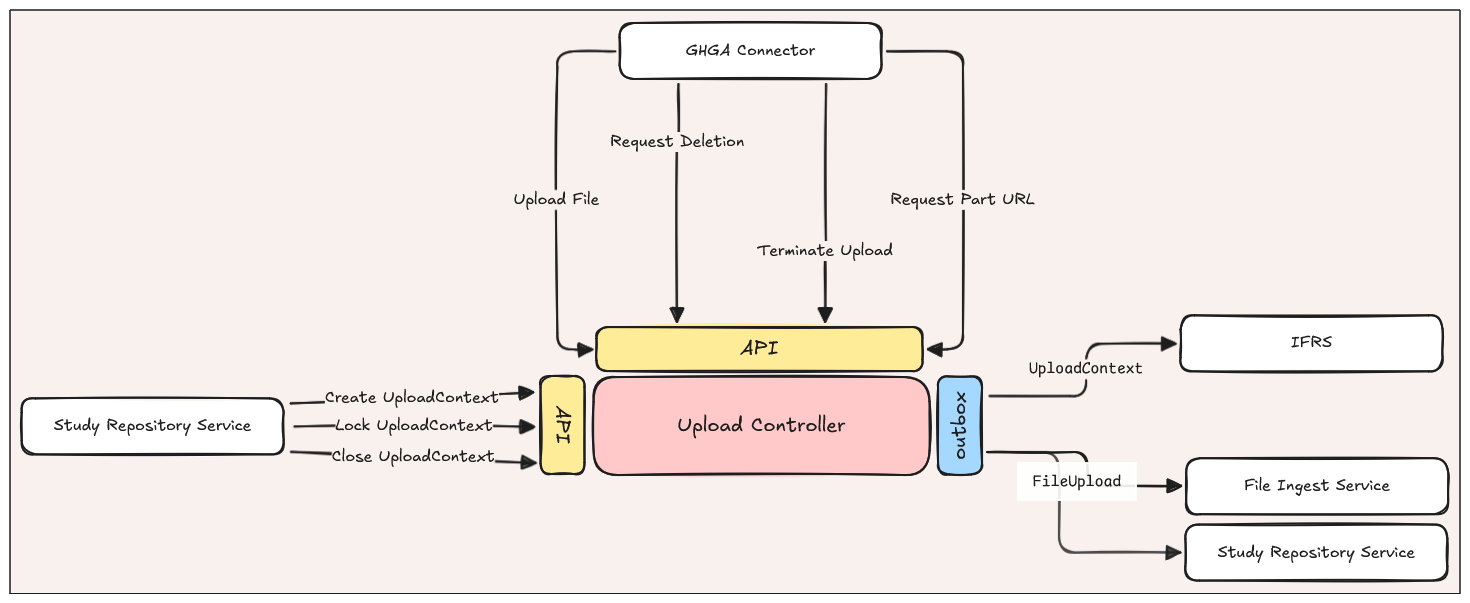 GHGA Connector
Request Deletion
Upload File
Request Part URL
Terminate Upload
API
IFRS
UploadContext
Create UploadContext
Study Repository Service
Lock UploadContext
API
Upload Controller
outbox
Close UploadContext
FileUpload
File Ingest Service
Study Repository Service